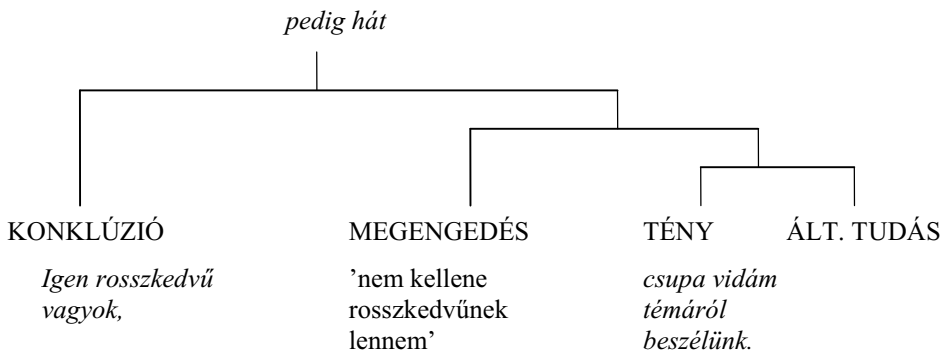 pedig hát
KONKLÚZIÓ MEGENGEDÉS TÉNY ÁLT. TUDÁS
Igen rosszkedvű vagyok,
’nem kellene rosszkedvűnek lennem’
csupa vidám témáról beszélünk.